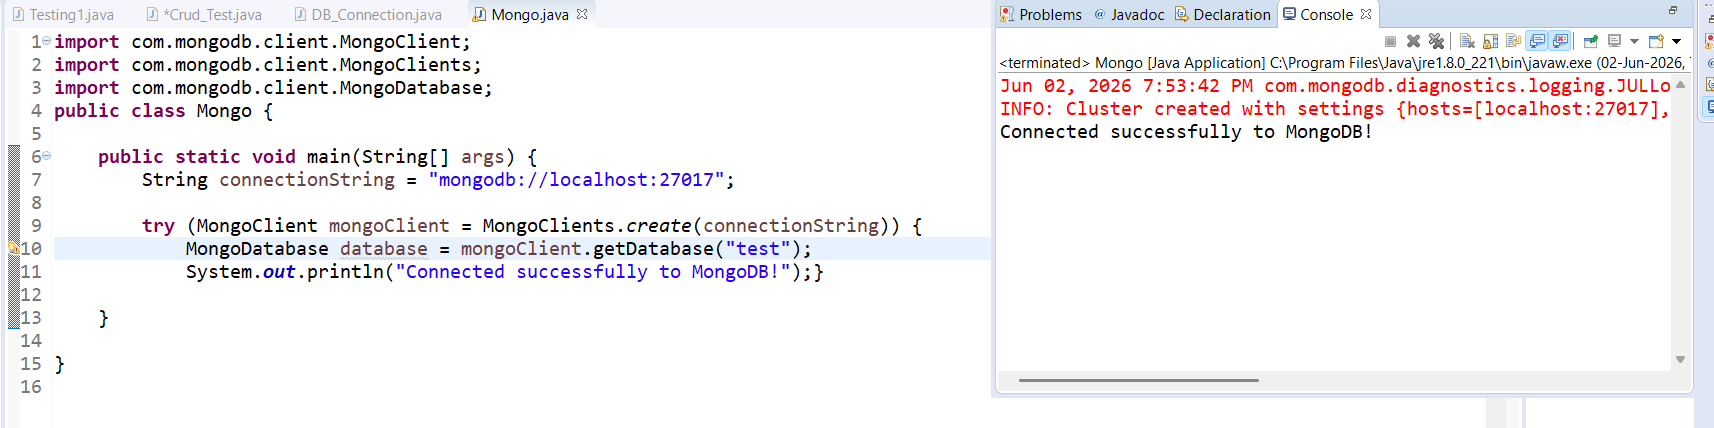 Testing1.java *Crud_Test.java DB_Connection.java Mongo.java
1 import com.mongodb.client.MongoClient;
2 import com.mongodb.client.MongoClients;
3 import com.mongodb.client.MongoDatabase;
4 public class Mongo {
5
6 public static void main(String[] args) {
7 String connectionString = "mongodb://localhost:27017";
8
9 try (MongoClient mongoClient = MongoClients.create(connectionString)) {
10 MongoDatabase database = mongoClient.getDatabase("test");
11 System.out.println("Connected successfully to MongoDB!");}
12
13 }
14
15 }
16
Problems @ Javadoc Declaration Console
<terminated> Mongo [Java Application] C:\Program Files\Java\jre1.8.0_221\bin\javaw.exe (02-Jun-2026,
Jun 02, 2026 7:53:42 PM com.mongodb.diagnostics.logging.JULLo
INFO: Cluster created with settings {hosts=[localhost:27017],
Connected successfully to MongoDB!